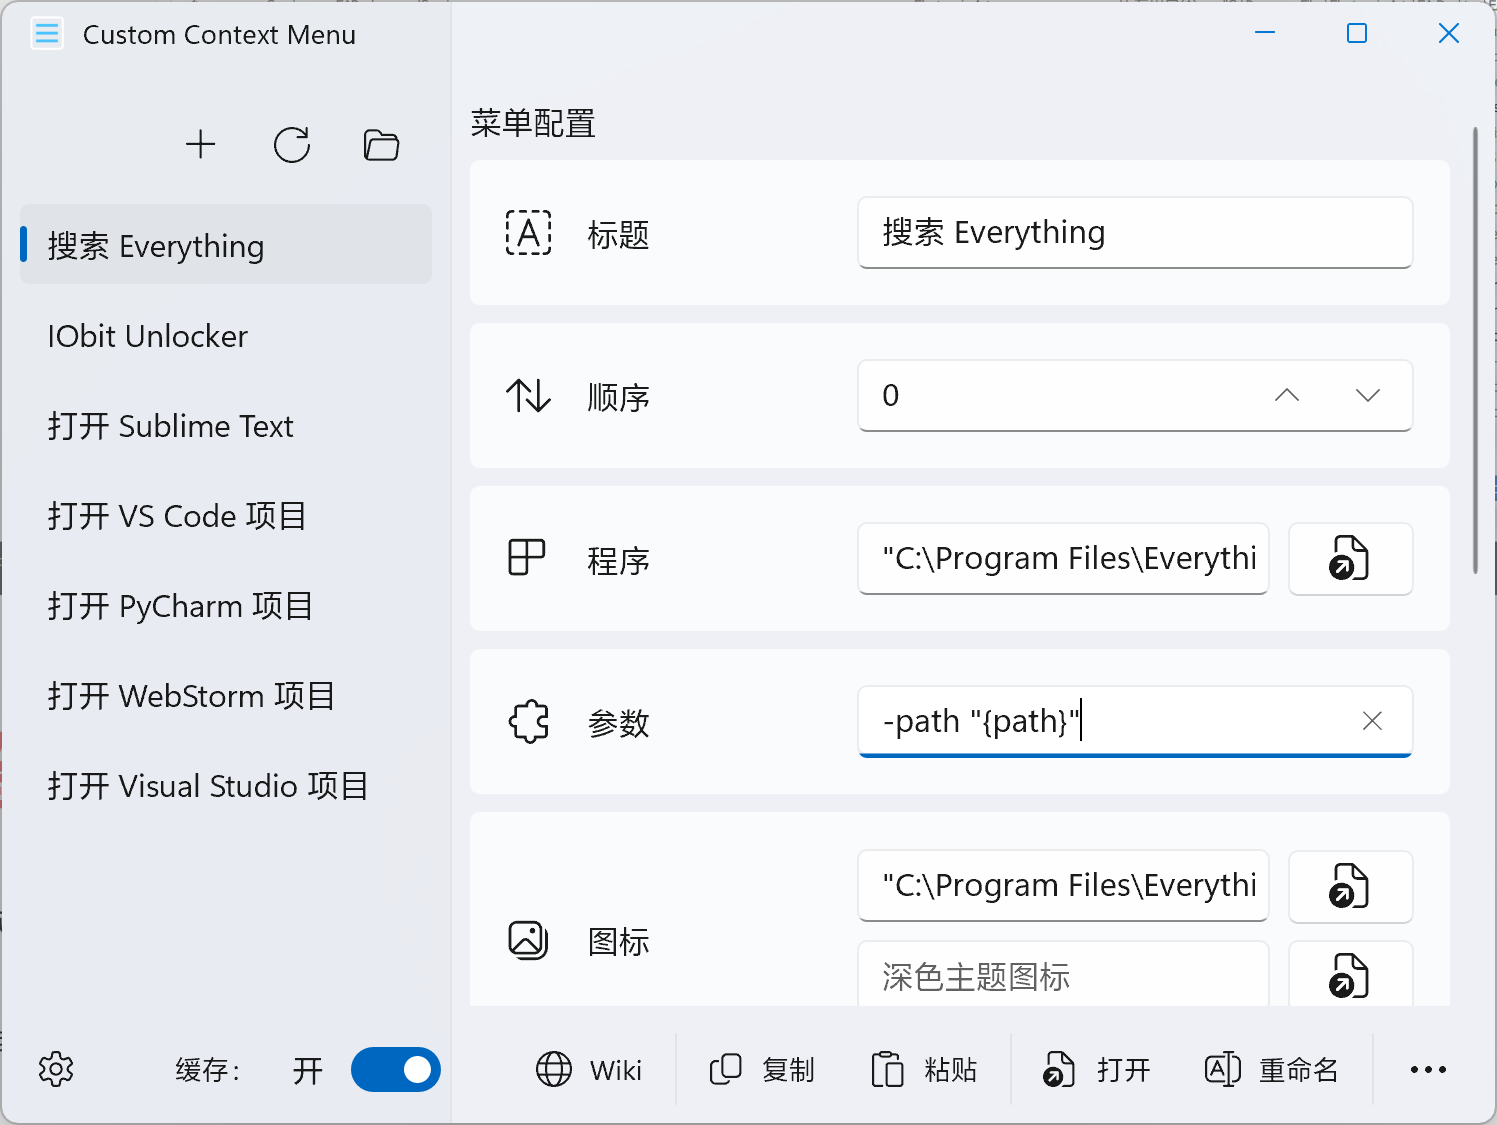 Custom Context Menu
搜索 Everything
IObit Unlocker
打开 Sublime Text
打开 VS Code 项目
打开 PyCharm 项目
打开 WebStorm 项目
打开 Visual Studio 项目
缓存：
开
菜单配置
标题
搜索 Everything
顺序
0
程序
"C:\Program Files\Everythi
参数
-path "{path}"
图标
"C:\Program Files\Everythi
深色主题图标
Wiki
复制
粘贴
打开
重命名